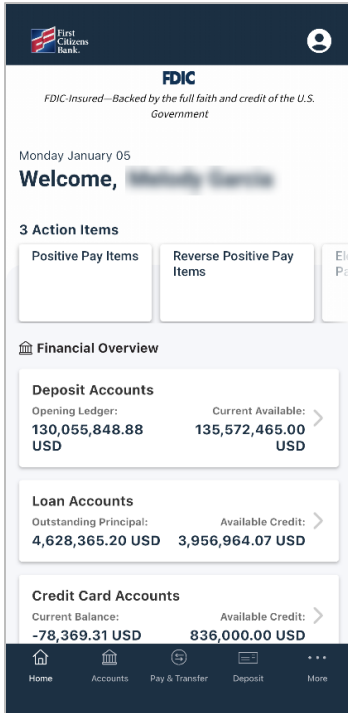 First
Citizens
Bank.
FDIC
FDIC-Insured—Backed by the full faith and credit of the U.S.
Government
Monday January 05
Welcome,
3 Action Items
Positive Pay Items
Reverse Positive Pay
Items
Financial Overview
Deposit Accounts
Opening Ledger: Current Available:
130,055,848.88 135,572,465.00
USD USD
Loan Accounts
Outstanding Principal: Available Credit:
4,628,365.20 USD 3,956,964.07 USD
Credit Card Accounts
Current Balance: Available Credit:
-78,369.31 USD 836,000.00 USD
Home Accounts Pay & Transfer Deposit More